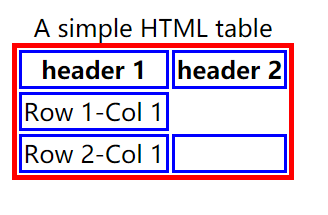 A simple HTML table
header 1 header 2
Row 1-Col 1
Row 2-Col 1